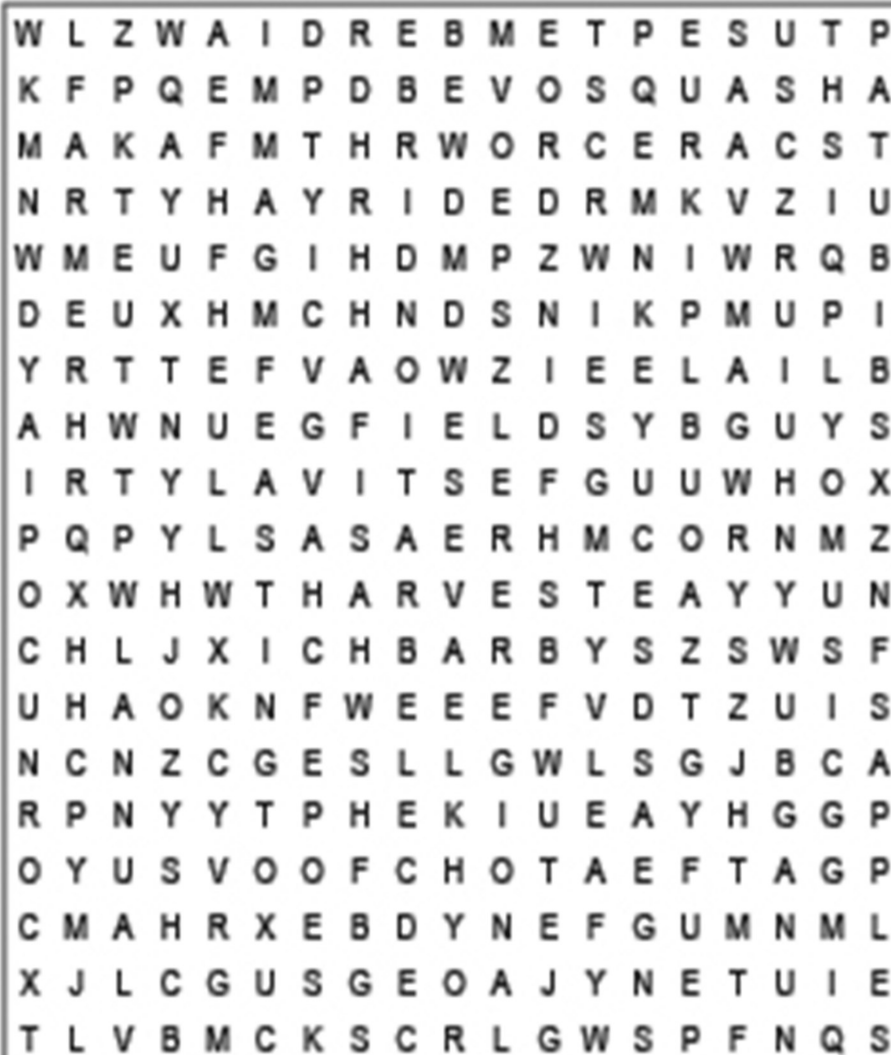 W L Z W A I D R E B M E T P E S U T P
K F P Q E M P D B E V O S Q U A S H A
M A K A F M T H R W O R C E R A C S T
N R T Y H A Y R I D E D R M K V Z I U
W M E U F G I H D M P Z W N I W R Q B
D E U X H M C H N D S N I K P M U P I
Y R T T E F V A O W Z I E E L A I L B
A H W N U E G F I E L D S Y B G U Y S
I R T Y L A V I T S E F G U U W H O X
P Q P Y L S A S A E R H M C O R N M Z
O X W H W T H A R V E S T E A Y Y U N
C H L J X I C H B A R B Y S Z S W S F
U H A O K N F W E E E F V D T Z U I S
N C N Z C G E S L L G W L S G J B C A
R P N Y Y T P H E K I U E A Y H G G P
O Y U S V O O F C H O T A E F T A G P
C M A H R X E B D Y N E F G U M N M L
X J L C G U S G E O A J Y N E T U I E
T L V B M C K S C R L G W S P F N Q S